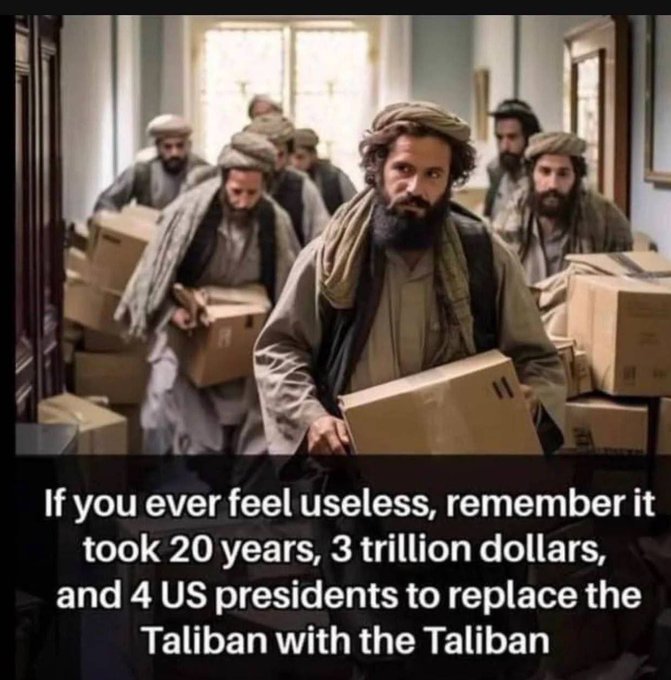 If you ever feel useless, remember it
took 20 years, 3 trillion dollars,
and 4 US presidents to replace the
Taliban with the Taliban